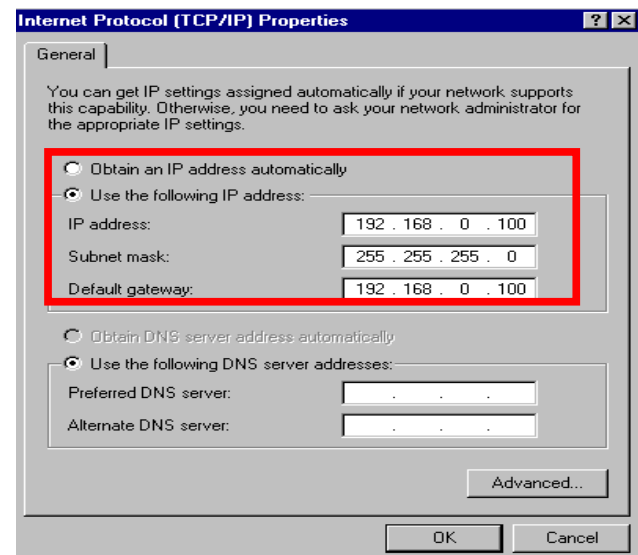 Internet Protocol (TCP/IP) Properties
General
You can get IP settings assigned automatically if your network supports
this capability. Otherwise, you need to ask your network administrator for
the appropriate IP settings.
Obtain an IP address automatically
Use the following IP address:
IP address: 192 . 168 . 0 . 100
Subnet mask: 255 . 255 . 255 . 0
Default gateway: 192 . 168 . 0 . 100
Obtain DNS server address automatically
Use the following DNS server addresses:
Preferred DNS server: . . .
Alternate DNS server: . . .
Advanced...
OK Cancel